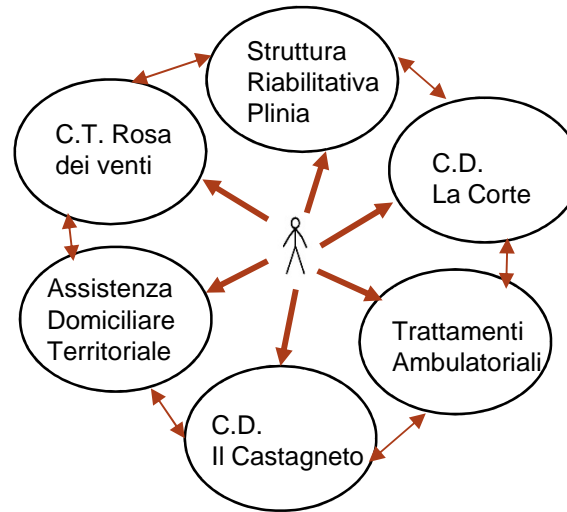 Struttura
Riabilitativa
Plinia
C.T. Rosa
dei venti
C.D.
La Corte
Assistenza
Domiciliare
Territoriale
Trattamenti
Ambulatoriali
C.D.
Il Castagneto